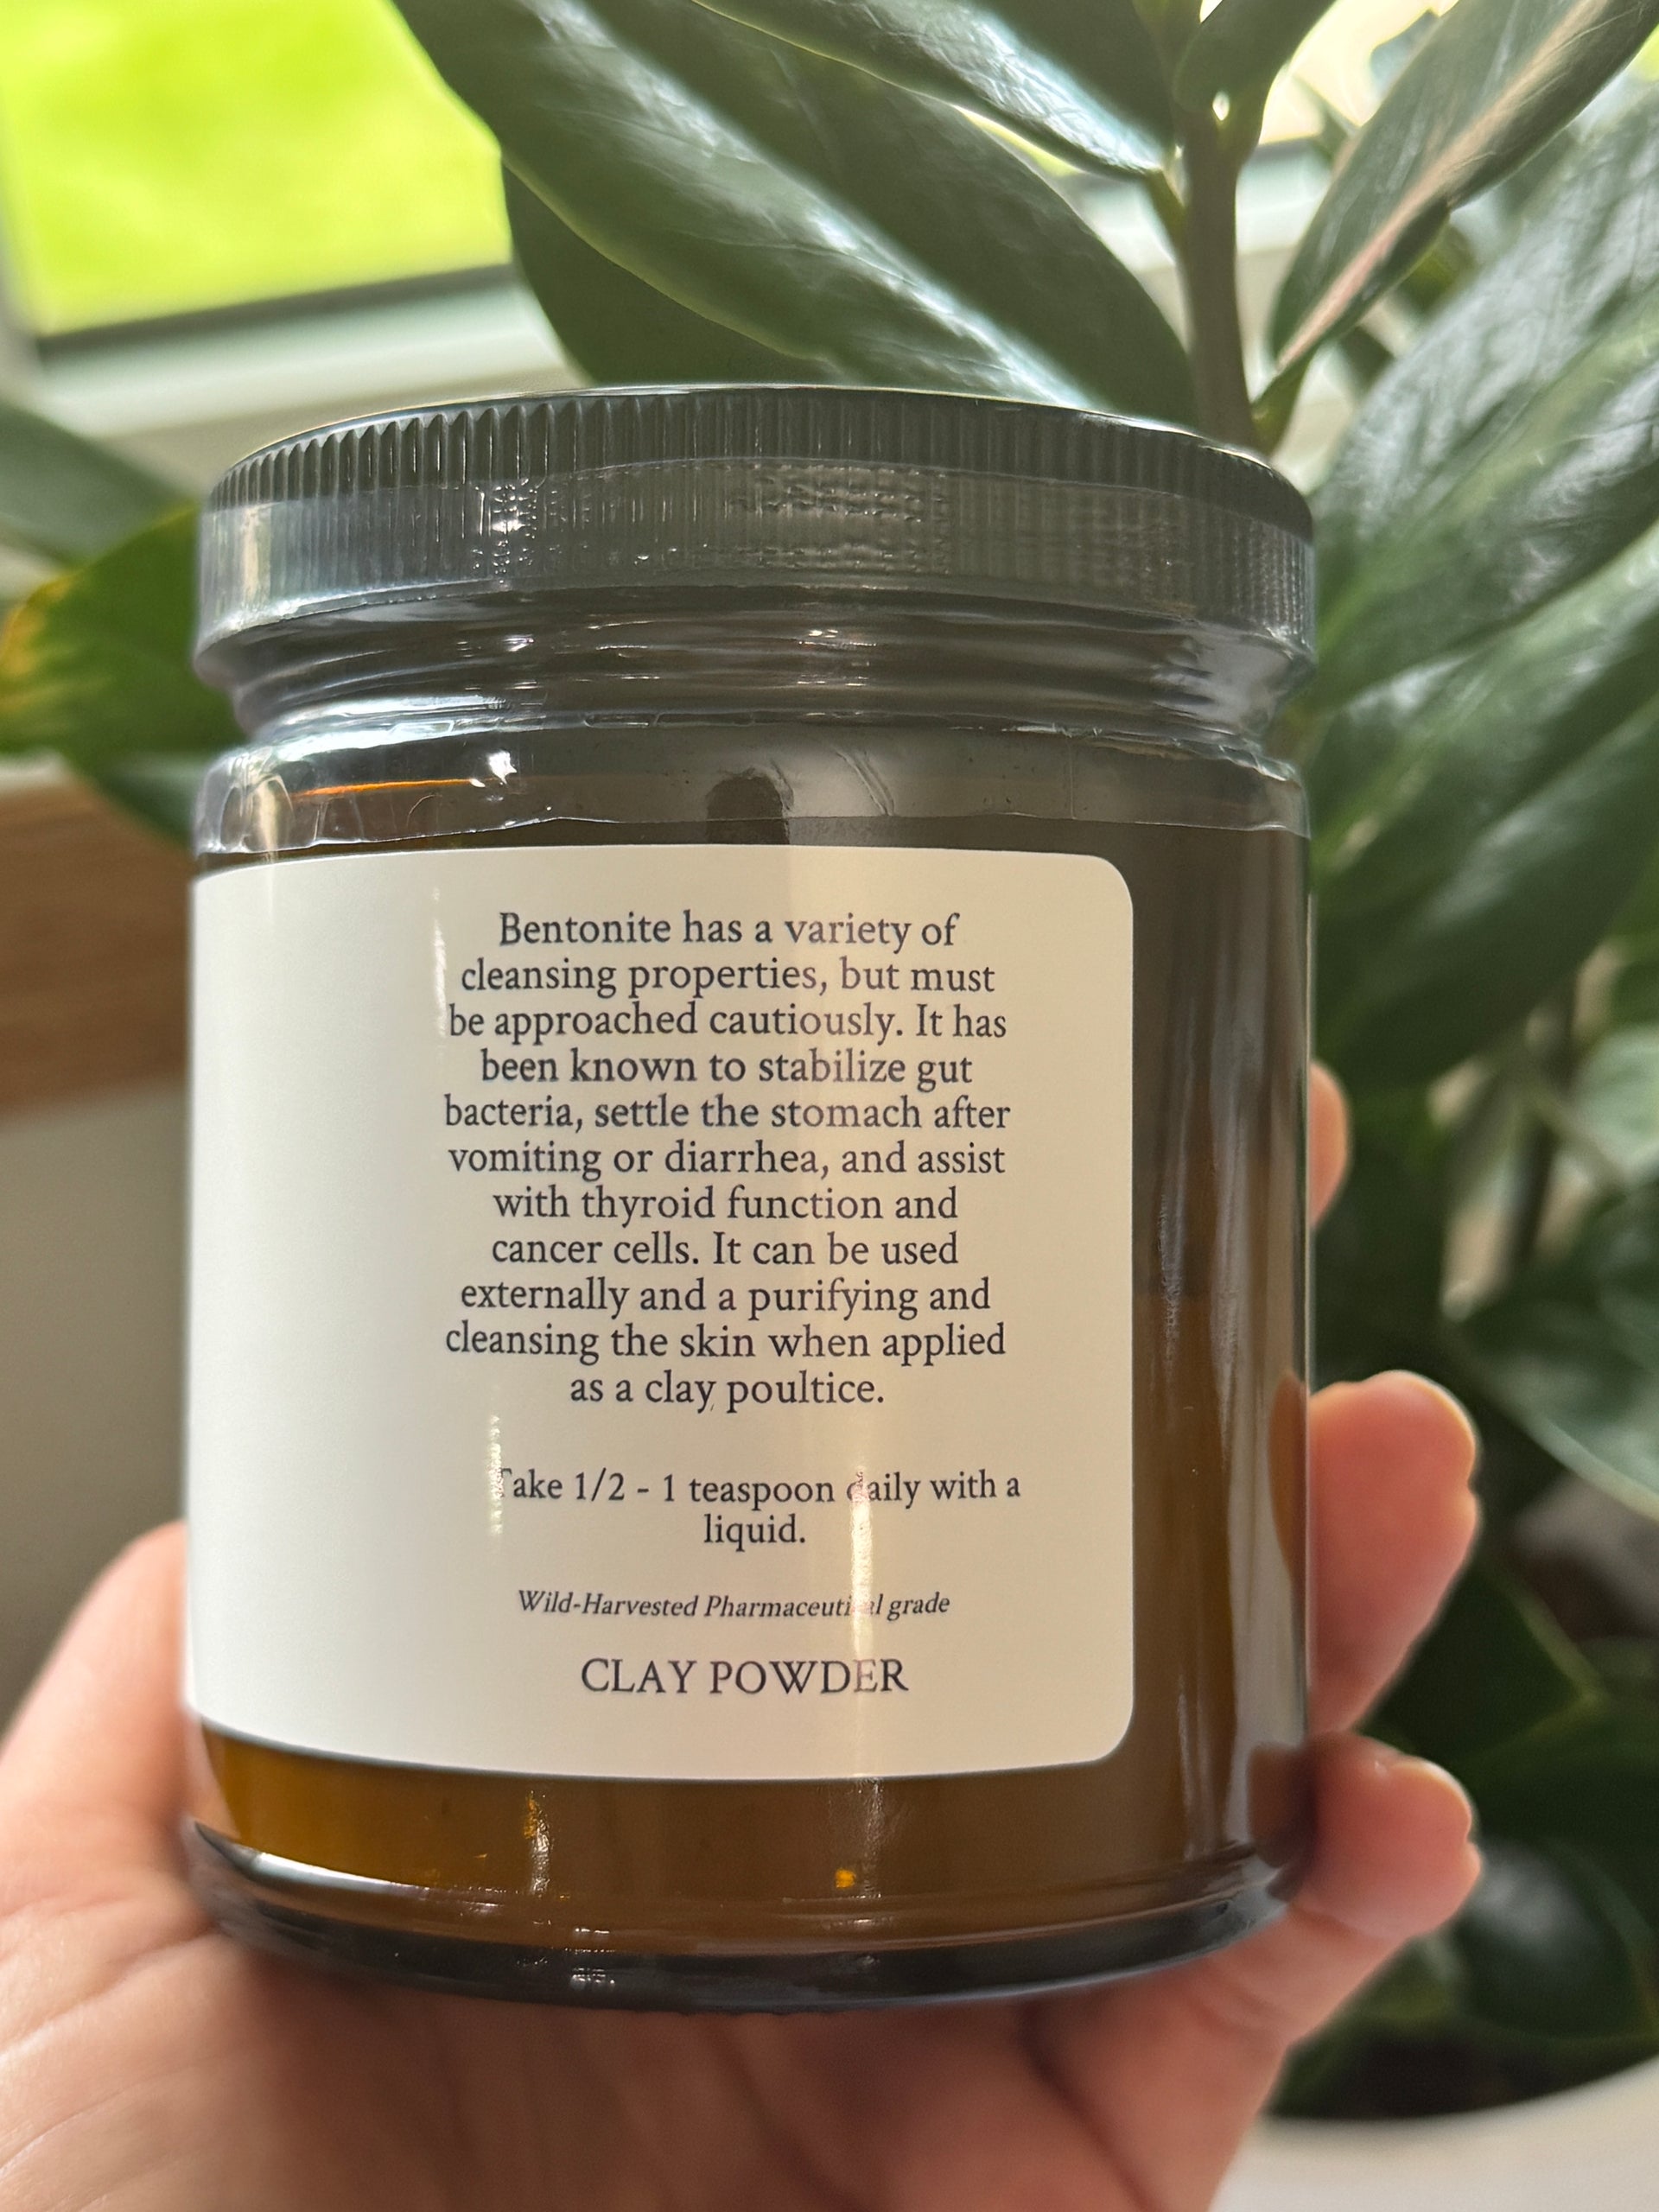 Bentonite has a variety of
cleansing properties, but must
be approached cautiously. It has
been known to stabilize gut
bacteria, settle the stomach after
vomiting or diarrhea, and assist
with thyroid function and
cancer cells. It can be used
externally and a purifying and
cleansing the skin when applied
as a clay poultice.
Take 1/2 - 1 teaspoon daily with a
liquid.
Wild-Harvested Pharmaceutical grade
CLAY POWDER